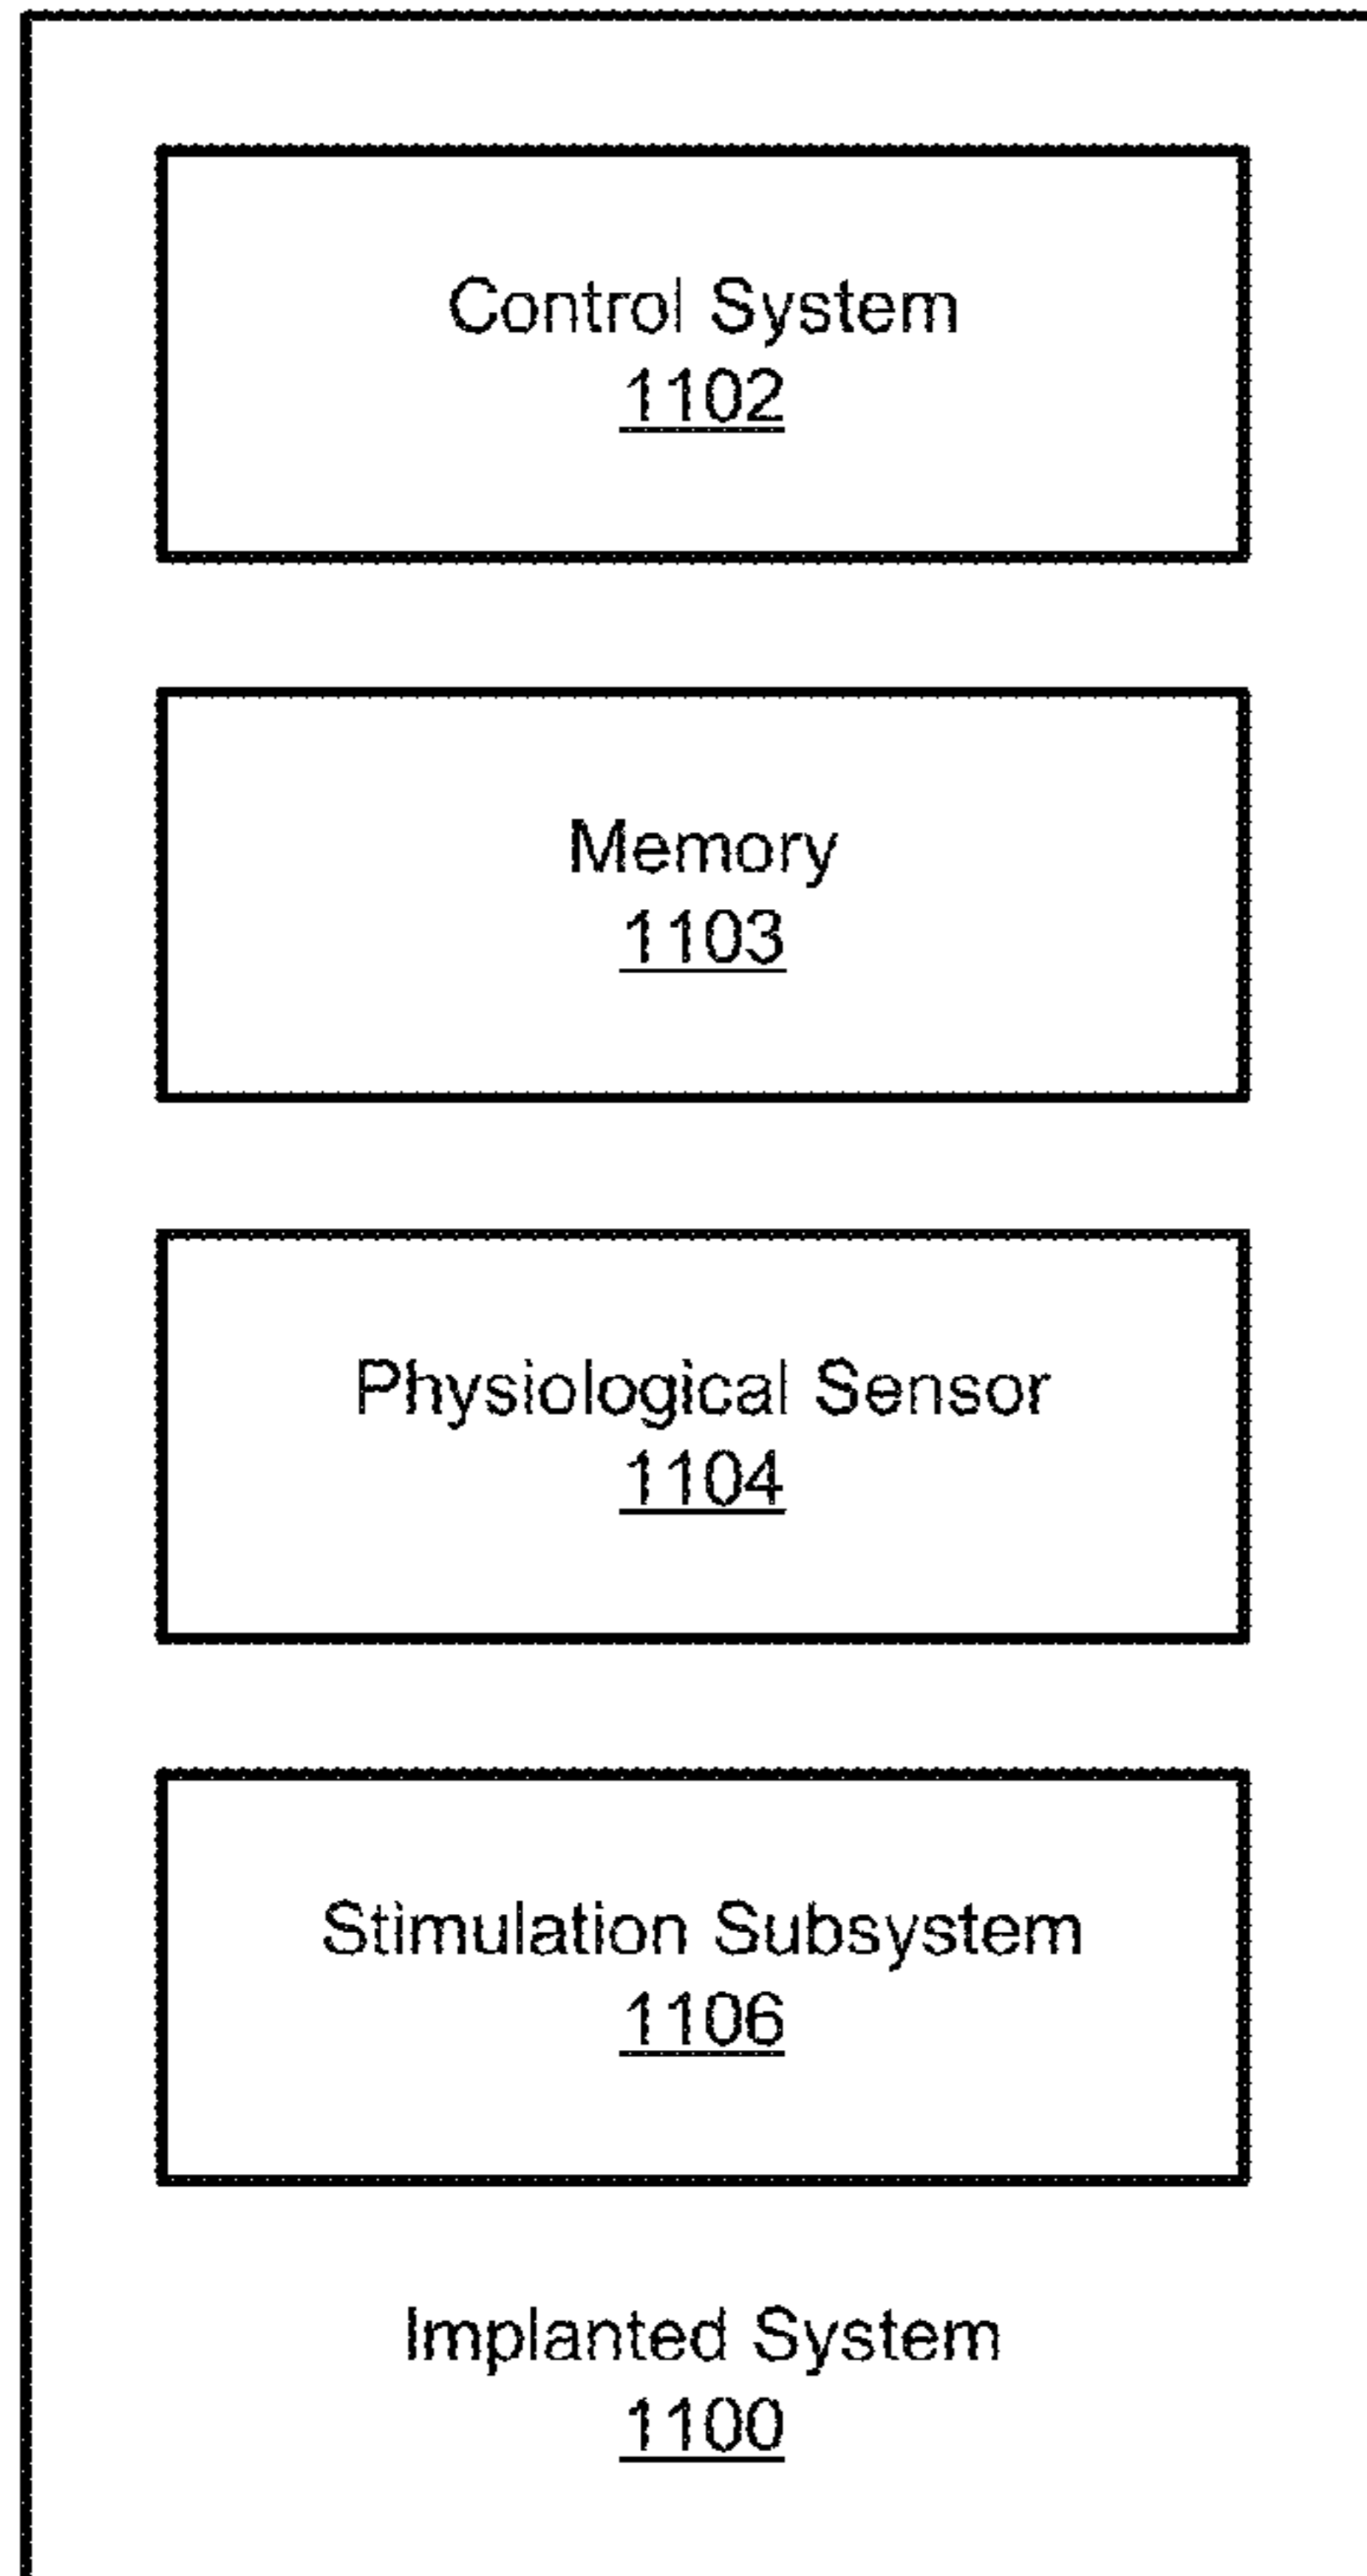 Control System
1102
Memory
1103
Physiological Sensor
1104
Stimulation Subsystem
1106
Implanted System
1100